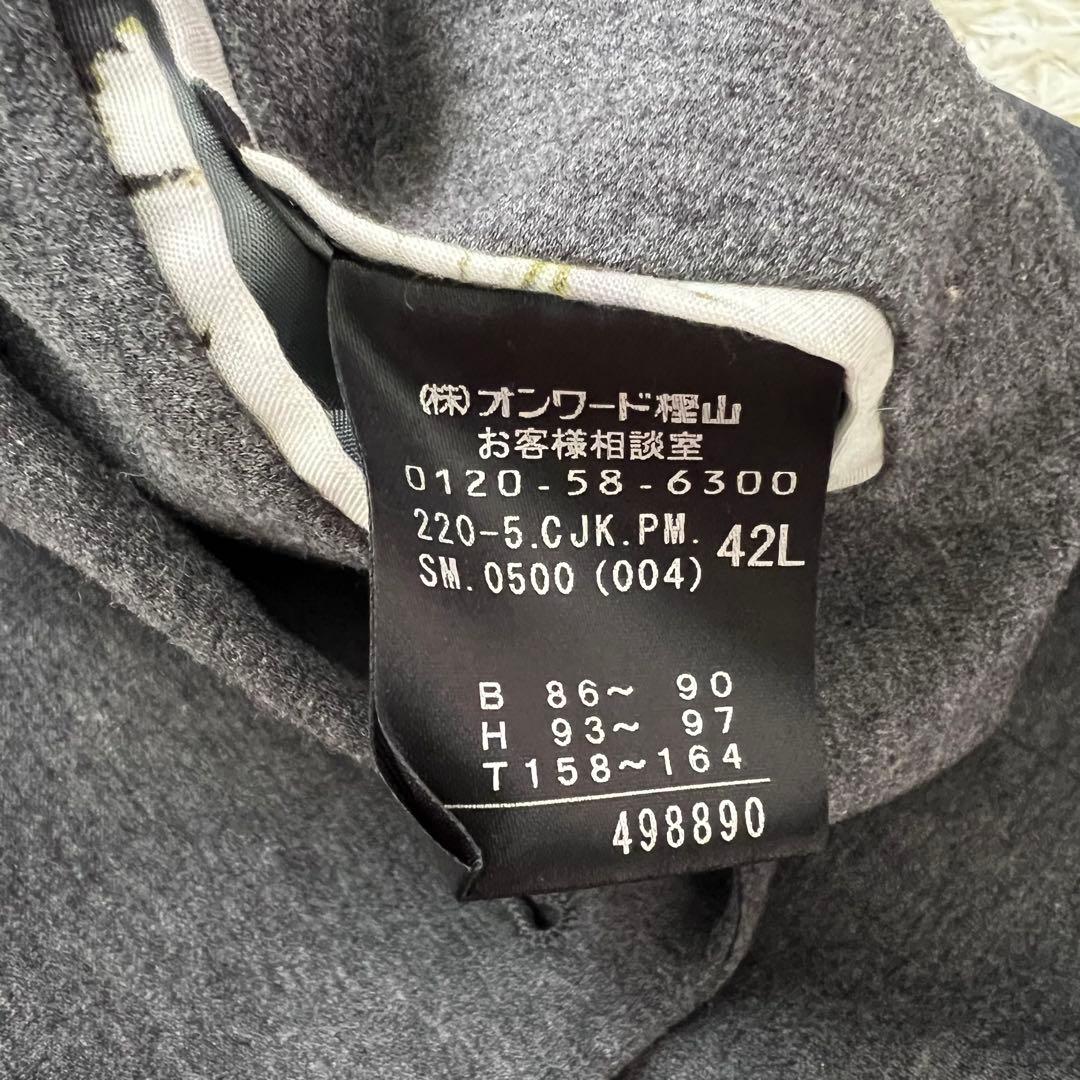 (株)オンワード樫山
お客様相談室
0120-58-6300
220-5.CJK.PM. 42L
SM.0500 (004)
B 86~ 90
H 93~ 97
T158~164
498890